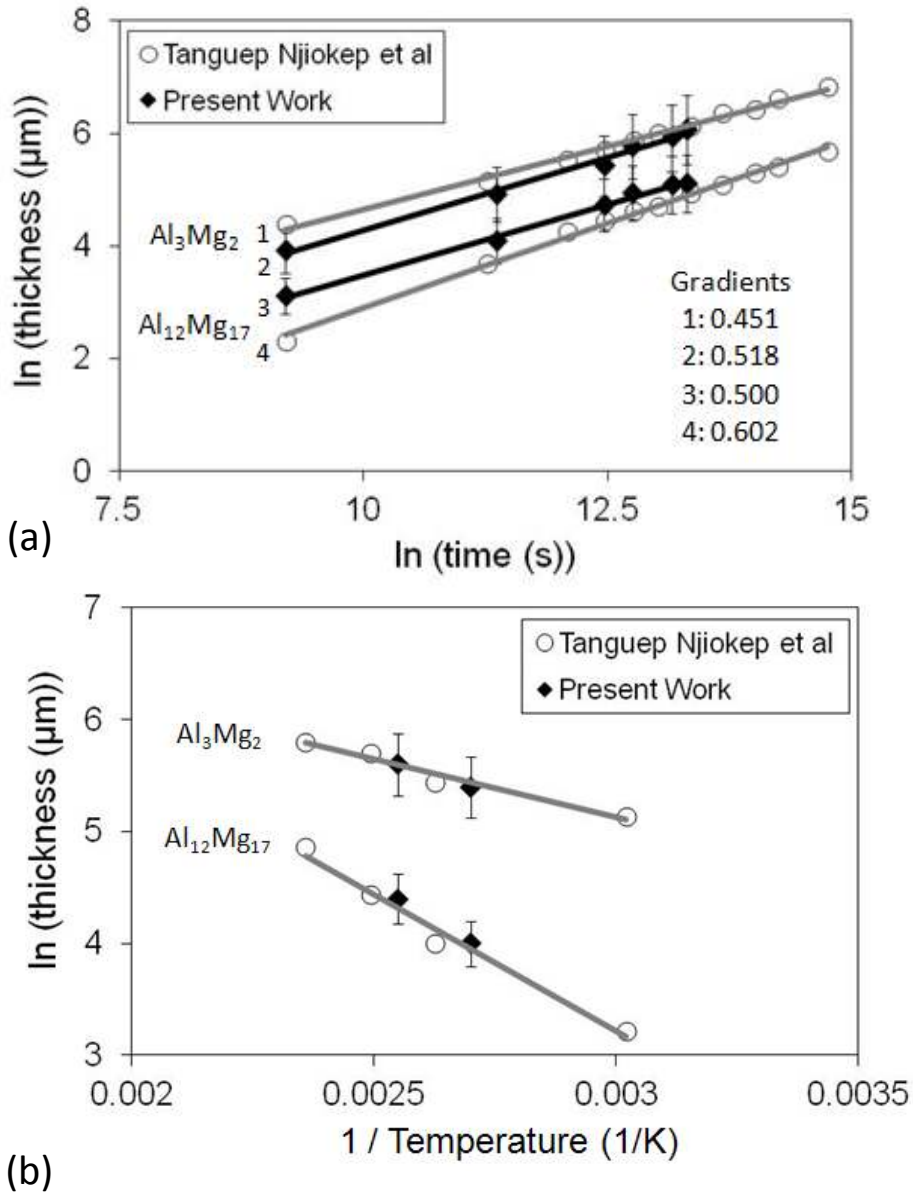 8
6
4
2
0
ln (thickness (μm))
Tanguep Njiokep et al
Present Work
Al₃Mg₂
1
2
3
Al₁₂Mg₁₇
4
Gradients
1: 0.451
2: 0.518
3: 0.500
4: 0.602
7.5 10 12.5 15
ln (time (s))
(a)
7
6
5
4
3
ln (thickness (μm))
Tanguep Njiokep et al
Present Work
Al₃Mg₂
Al₁₂Mg₁₇
0.002 0.0025 0.003 0.0035
1 / Temperature (1/K)
(b)